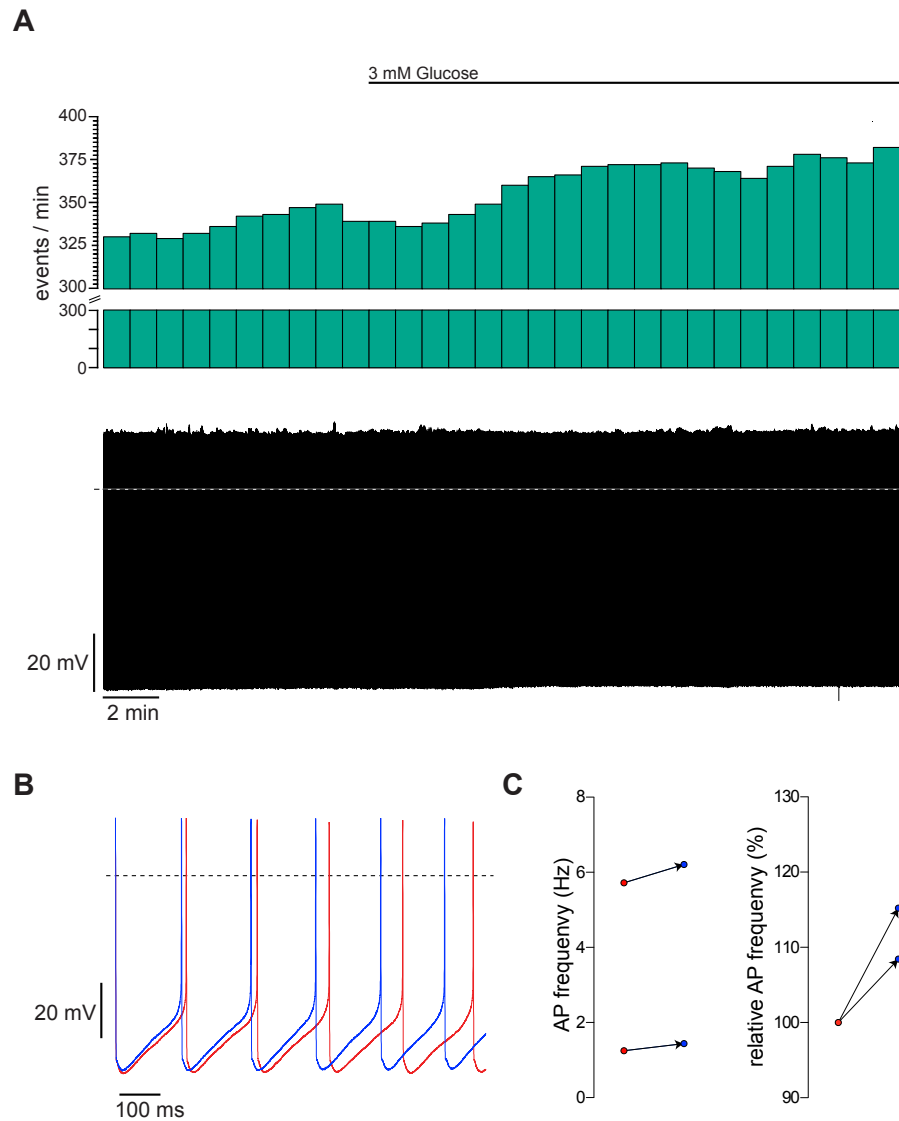 A
3 mM Glucose
400
375
350
325
300
300
0
events / min
20 mV
2 min
B
20 mV
100 ms
C
8
6
4
2
0
AP frequenvy (Hz)
130
120
110
100
90
relative AP frequenvy (%)